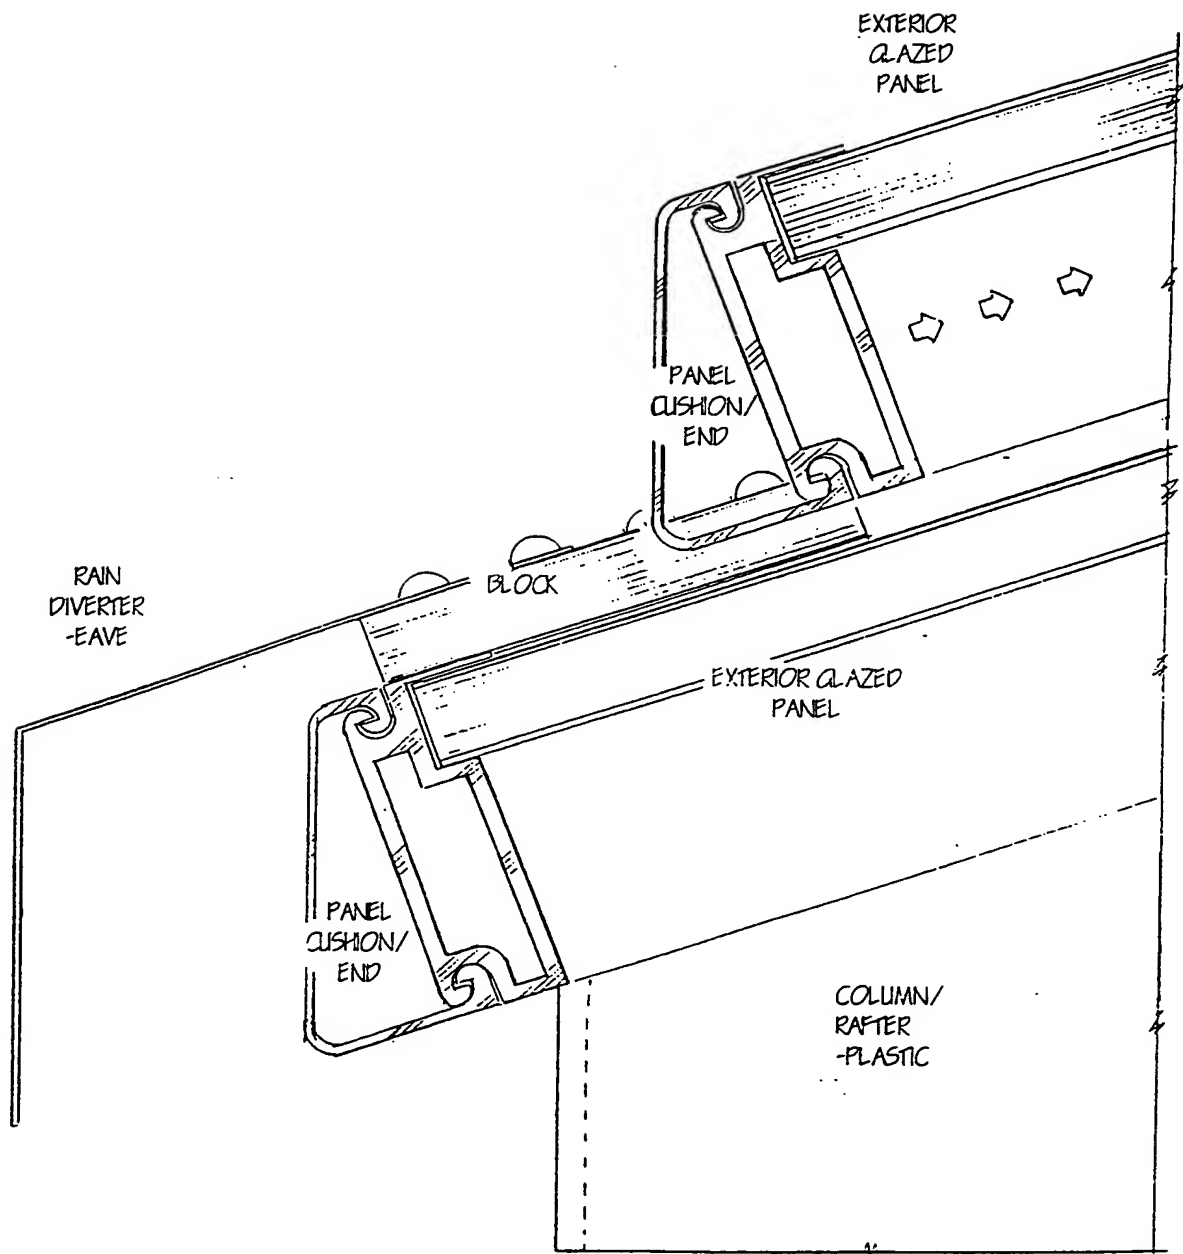 EXTERIOR
GLAZED
PANEL
PANEL
CUSHION/
END
RAIN
DIVERTER
-EAVE
BLOCK
EXTERIOR GLAZED
PANEL
PANEL
CUSHION/
END
COLUMN/
RAFTER
-PLASTIC